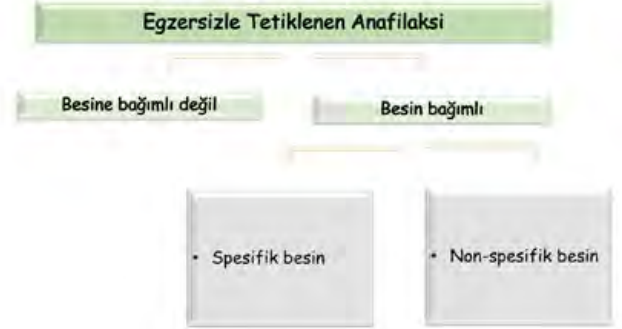 Egzersizle Tetiklenen Anafilaksi
Besine bağımlı değil
Besin bağımlı
• Spesifik besin
• Non-spesifik besin